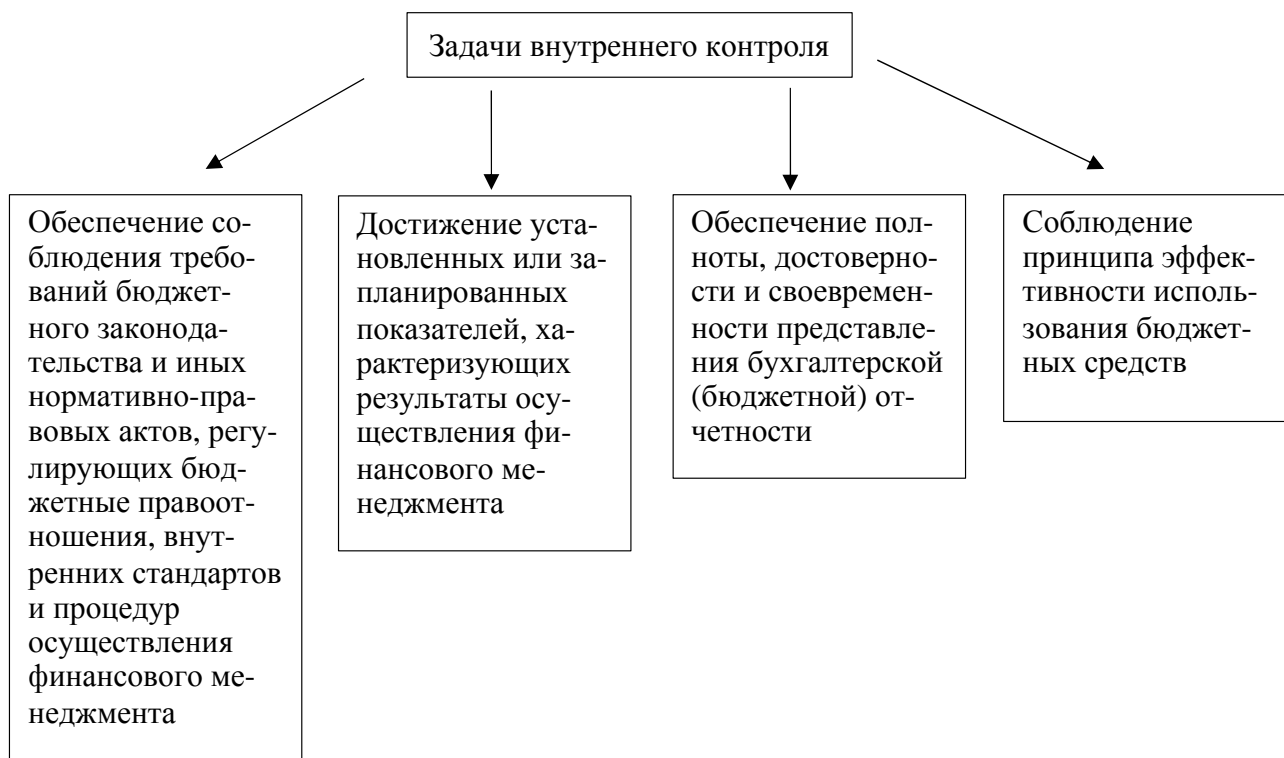 Задачи внутреннего контроля
Обеспечение со-
блюдения требо-
ваний бюджет-
ного законода-
тельства и иных
нормативно-пра-
вовых актов, регу-
лирующих бюд-
жетные правоот-
ношения, внут-
ренних стандартов
и процедур
осуществления
финансового ме-
неджмента
Достижение уста-
новленных или за-
планированных
показателей, ха-
рактеризующих
результаты осу-
ществления фи-
нансового ме-
неджмента
Обеспечение пол-
ноты, достоверно-
сти и своевремен-
ности представле-
ния бухгалтерской
(бюджетной) от-
четности
Соблюдение
принципа эффек-
тивности исполь-
зования бюджет-
ных средств